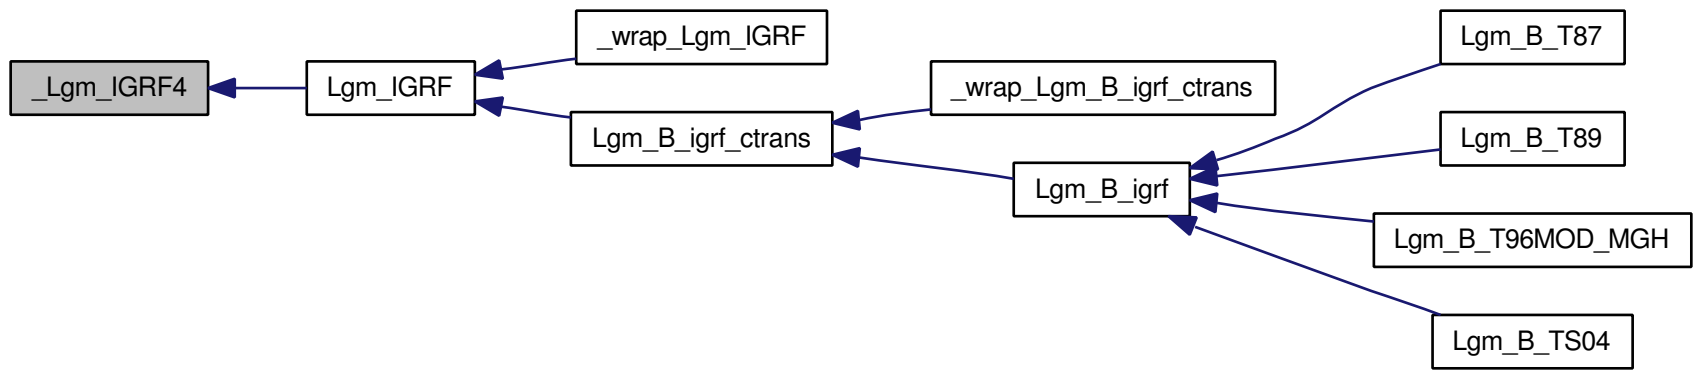 _Lgm_IGRF4
Lgm_IGRF
_wrap_Lgm_IGRF
Lgm_B_igrf_ctrans
_wrap_Lgm_B_igrf_ctrans
Lgm_B_igrf
Lgm_B_T87
Lgm_B_T89
Lgm_B_T96MOD_MGH
Lgm_B_TS04